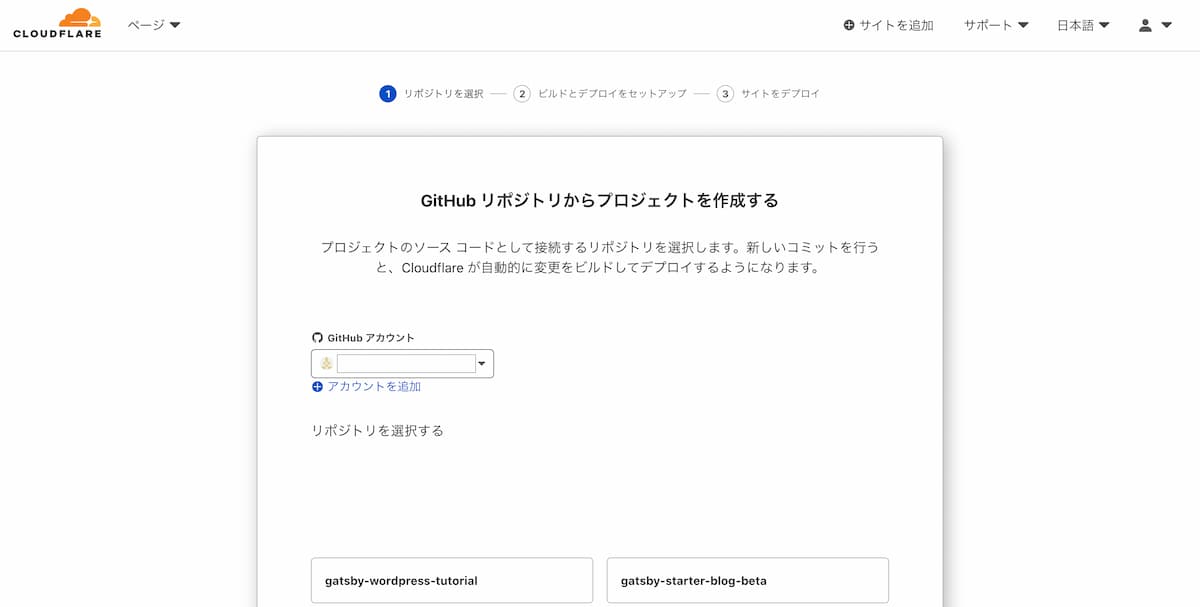 CLOUDFLARE
ページ
サイトを追加
サポート
日本語
1 リポジトリを選択
2 ビルドとデプロイをセットアップ
3 サイトをデプロイ
GitHub リポジトリからプロジェクトを作成する
プロジェクトのソース コードとして接続するリポジトリを選択します。新しいコミットを行う
と、Cloudflare が自動的に変更をビルドしてデプロイするようになります。
GitHub アカウント
アカウントを追加
リポジトリを選択する
gatsby-wordpress-tutorial
gatsby-starter-blog-beta